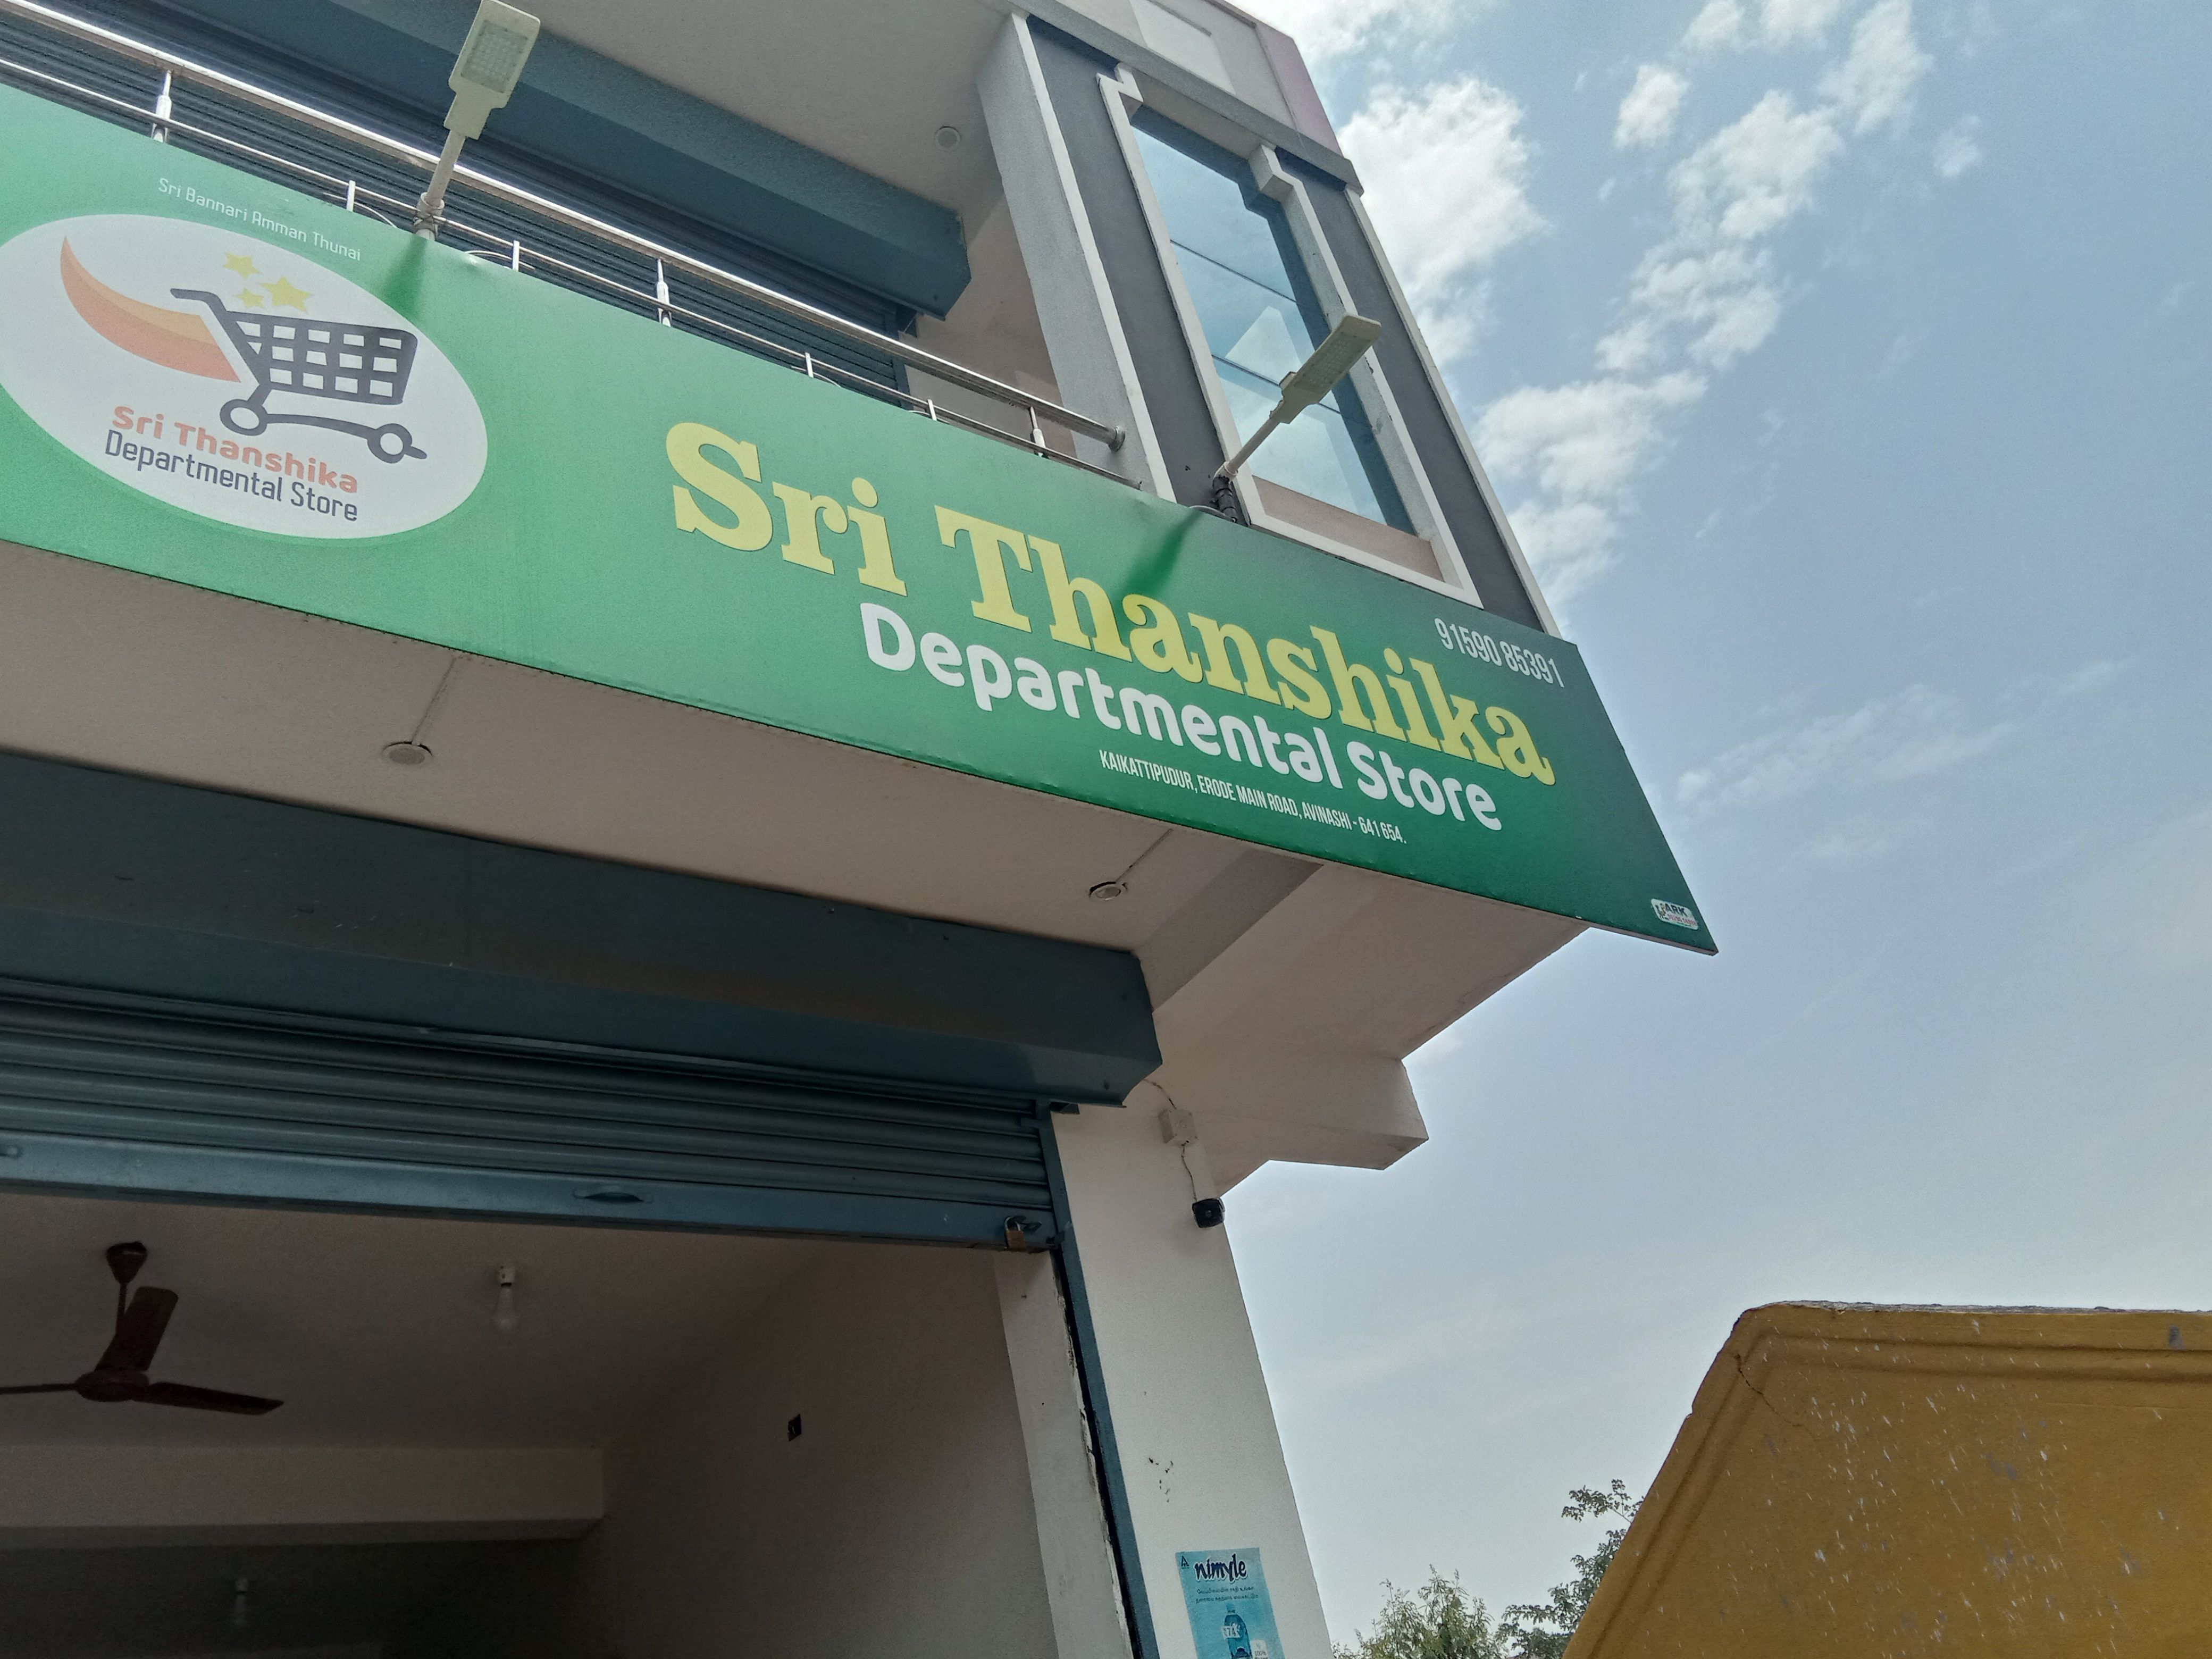 Sri Bannari Amman Thunai
Sri Thanshika
Departmental Store
91590 85391
Sri Thanshika
Departmental Store
KAIKATTIPUDUR, ERODE MAIN ROAD, AVINASHI - 641 654.
ARK
nimyle